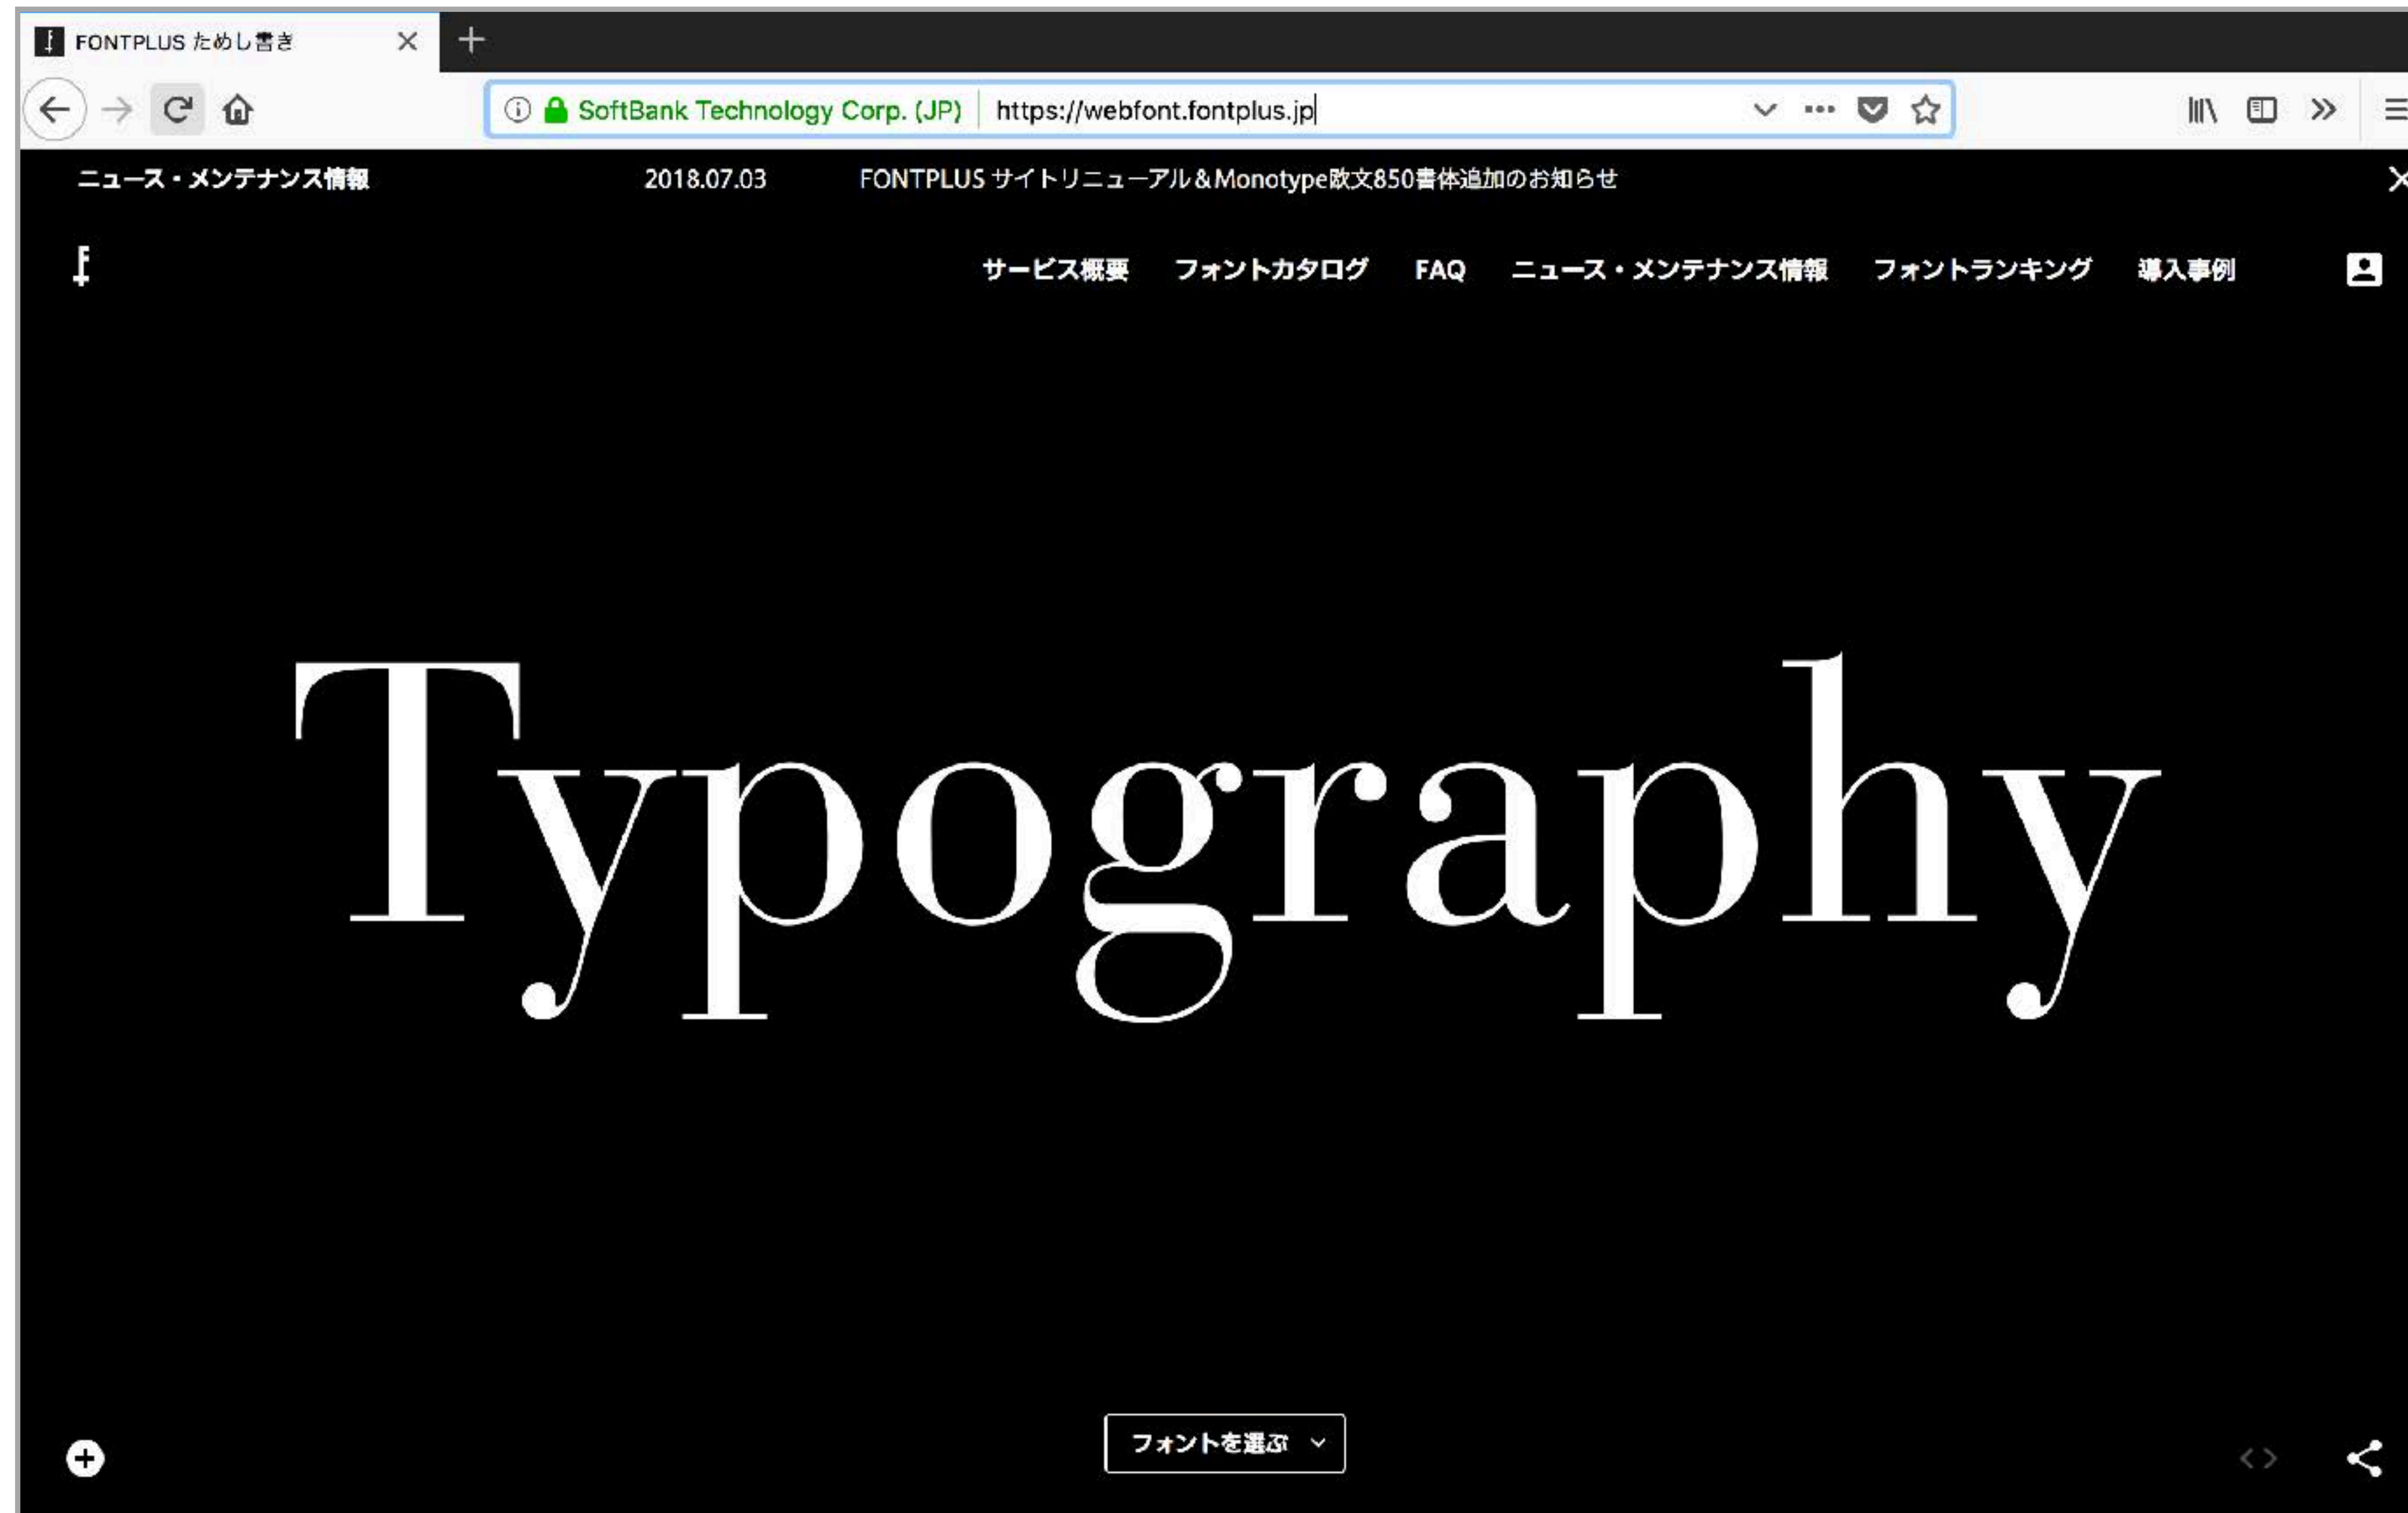 FONTPLUS ためし書き
SoftBank Technology Corp. (JP) https://webfont.fontplus.jp
ニュース・メンテナンス情報 2018.07.03 FONTPLUS サイトリニューアル&Monotype欧文850書体追加のお知らせ
サービス概要 フォントカタログ FAQ ニュース・メンテナンス情報 フォントランキング 導入事例
Typography
フォントを選ぶ